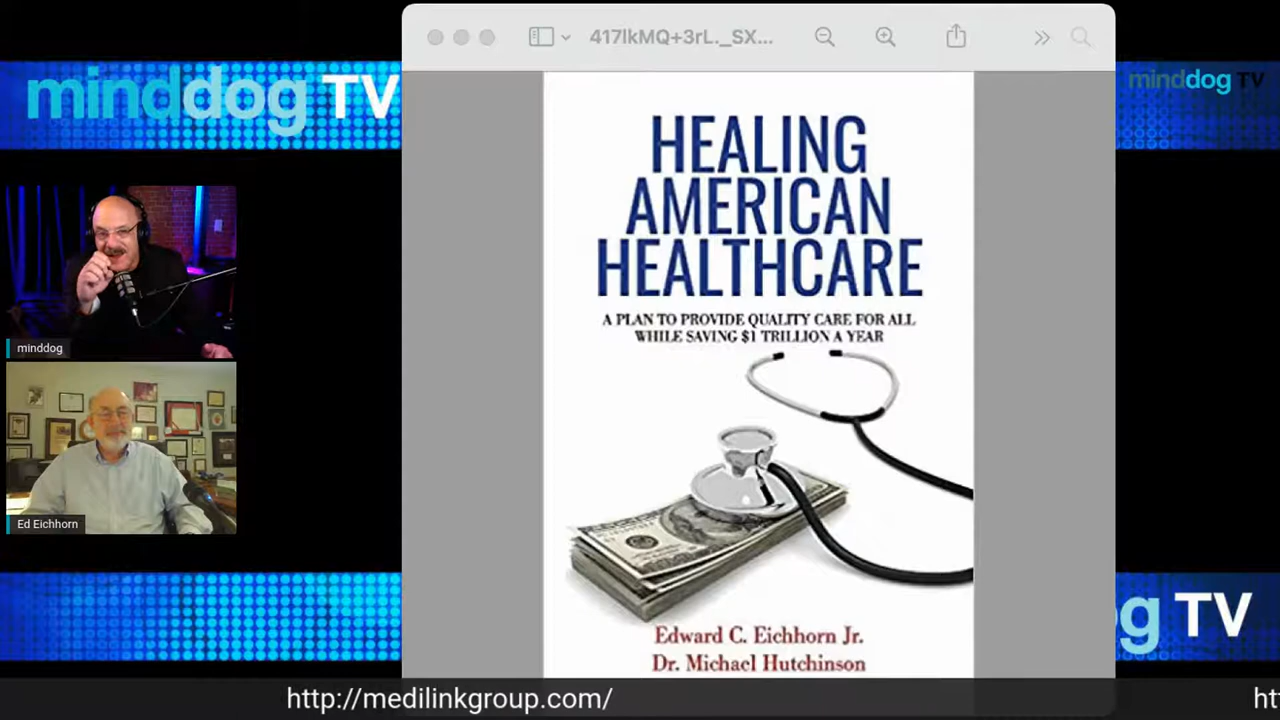 minddog TV
417lkMQ+3rL._SX...
minddog TV
HEALING
AMERICAN
HEALTHCARE
A PLAN TO PROVIDE QUALITY CARE FOR ALL
WHILE SAVING $1 TRILLION A YEAR
minddog
Ed Eichhorn
Edward C. Eichhorn Jr.
Dr. Michael Hutchinson
og TV
http://medilinkgroup.com/
ht